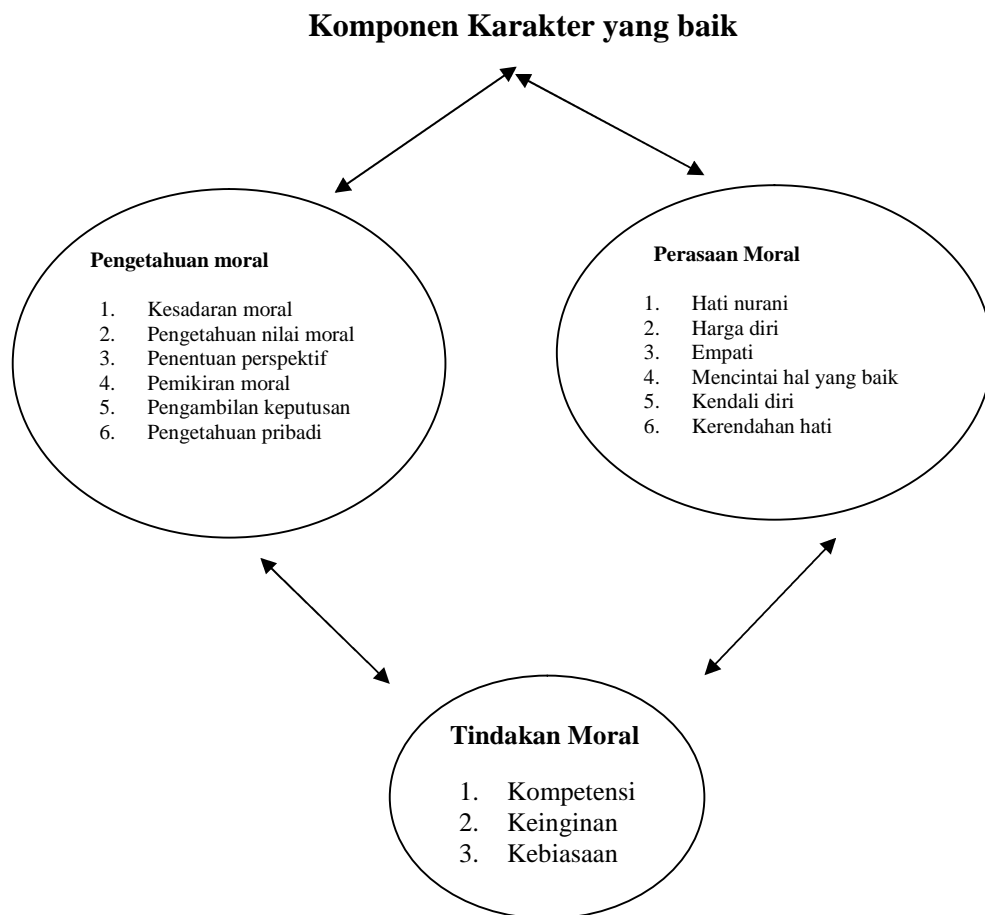 Komponen Karakter yang baik
Pengetahuan moral
1. Kesadaran moral
2. Pengetahuan nilai moral
3. Penentuan perspektif
4. Pemikiran moral
5. Pengambilan keputusan
6. Pengetahuan pribadi
Perasaan Moral
1. Hati nurani
2. Harga diri
3. Empati
4. Mencintai hal yang baik
5. Kendali diri
6. Kerendahan hati
Tindakan Moral
1. Kompetensi
2. Keinginan
3. Kebiasaan